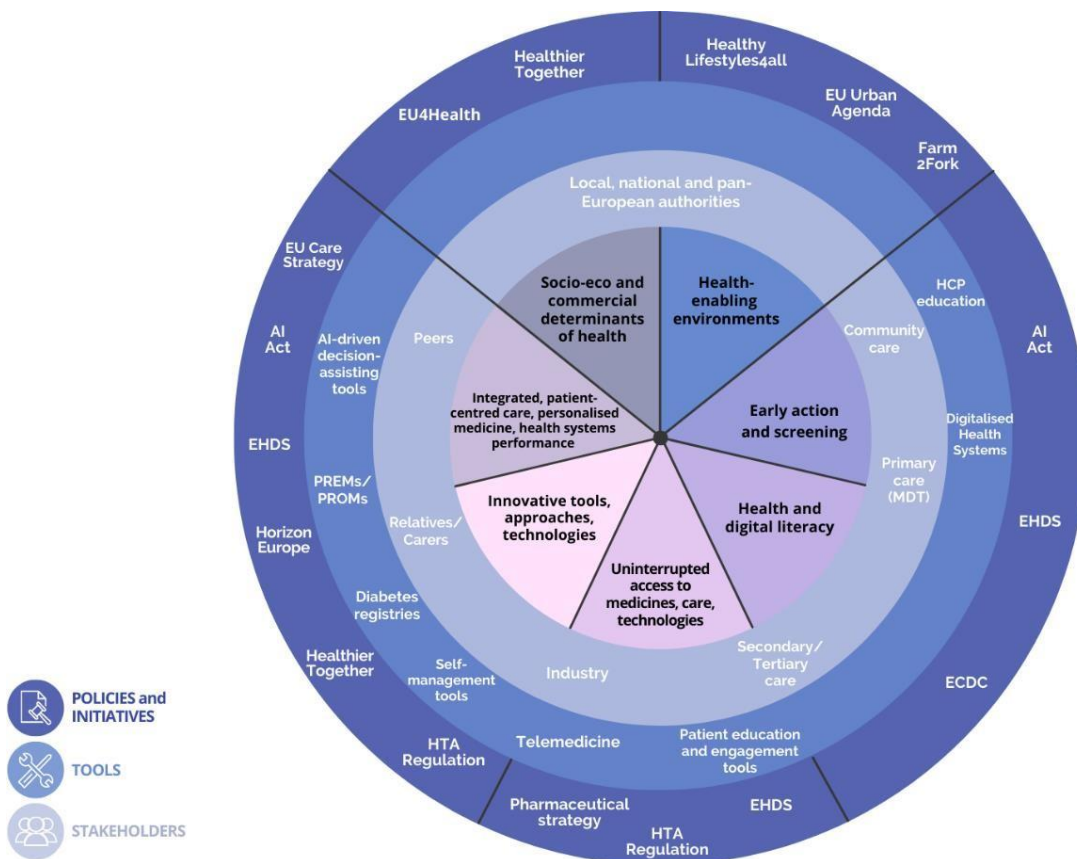 Healthier
Together
Healthy
Lifestyles4all
EU4Health
EU Urban
Agenda
Farm
2Fork
Local, national and pan-
European authorities
EU Care
Strategy
Socio-eco and
commercial
determinants
of health
Health-
enabling
environments
HCP
education
AI
Act
AI-driven
decision-
assisting
tools
Peers
Community
care
AI
Act
Integrated, patient-
centred care, personalised
medicine, health systems
performance
Early action
and screening
Digitalised
Health
Systems
EHDS
PREMs/
PROMs
Primary
care
(MDT)
Innovative tools,
approaches,
technologies
Health and
digital literacy
Relatives/
Carers
EHDS
Horizon
Europe
Uninterrupted
access to
medicines, care,
technologies
Diabetes
registries
Healthier
Together
Self-
management
tools
Industry
Secondary/
Tertiary
care
ECDC
HTA
Regulation
Telemedicine
Patient education
and engagement
tools
Pharmaceutical
strategy
EHDS
HTA
Regulation
POLICIES and
INITIATIVES
TOOLS
STAKEHOLDERS